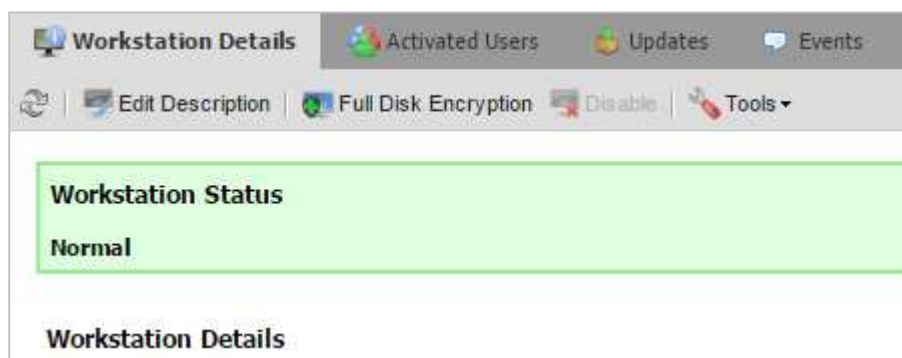 Workstation Details Activated Users Updates Events
Edit Description Full Disk Encryption Disable Tools
Workstation Status
Normal
Workstation Details